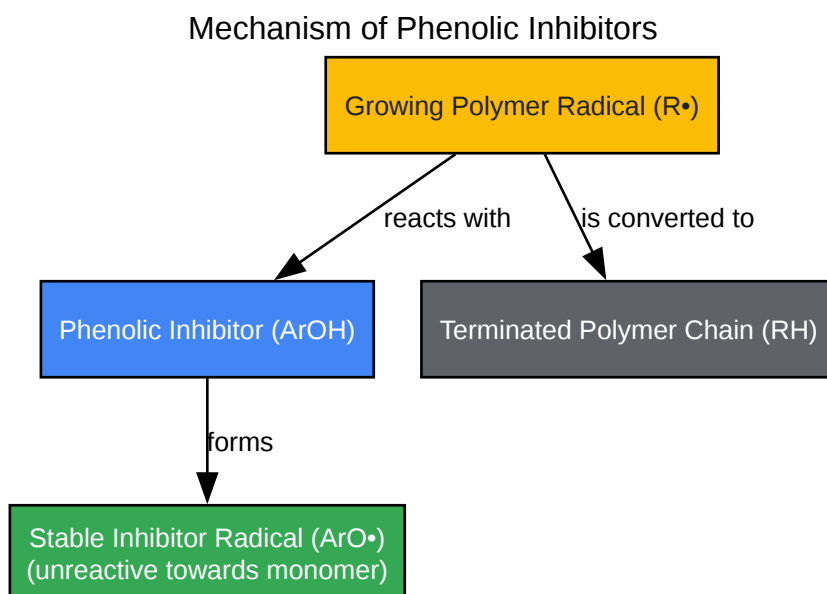 Mechanism of Phenolic Inhibitors
Growing Polymer Radical (R•)
reacts with
is converted to
Phenolic Inhibitor (ArOH)
Terminated Polymer Chain (RH)
forms
Stable Inhibitor Radical (ArO•)
(unreactive towards monomer)